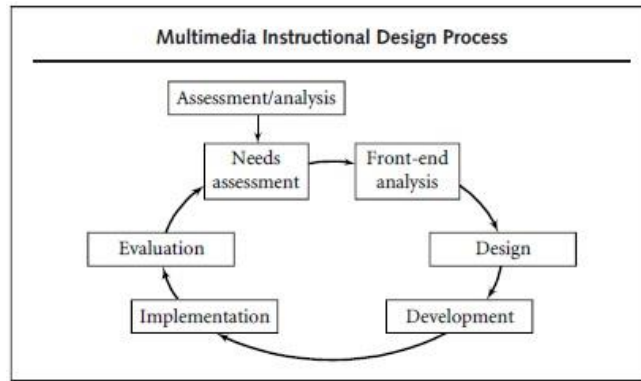 Multimedia Instructional Design Process
Assessment/analysis
Needs
assessment
Front-end
analysis
Evaluation
Design
Implementation
Development